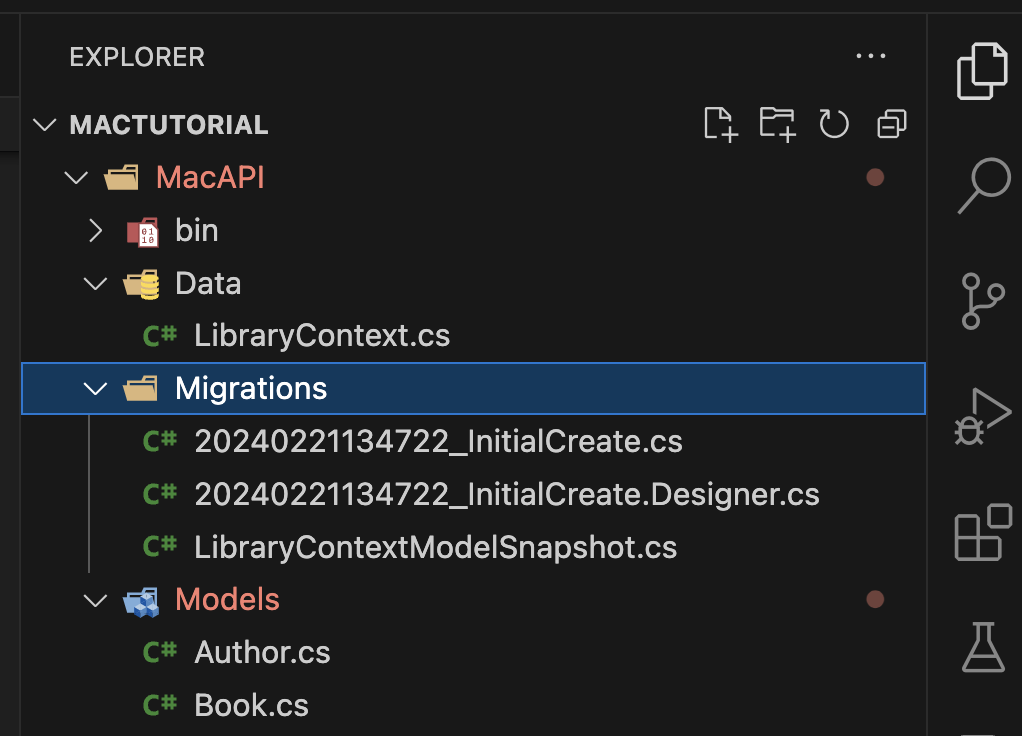 EXPLORER
MACTUTORIAL
MacAPI
bin
Data
C# LibraryContext.cs
Migrations
C# 20240221134722_InitialCreate.cs
C# 20240221134722_InitialCreate.Designer.cs
C# LibraryContextModelSnapshot.cs
Models
C# Author.cs
C# Book.cs